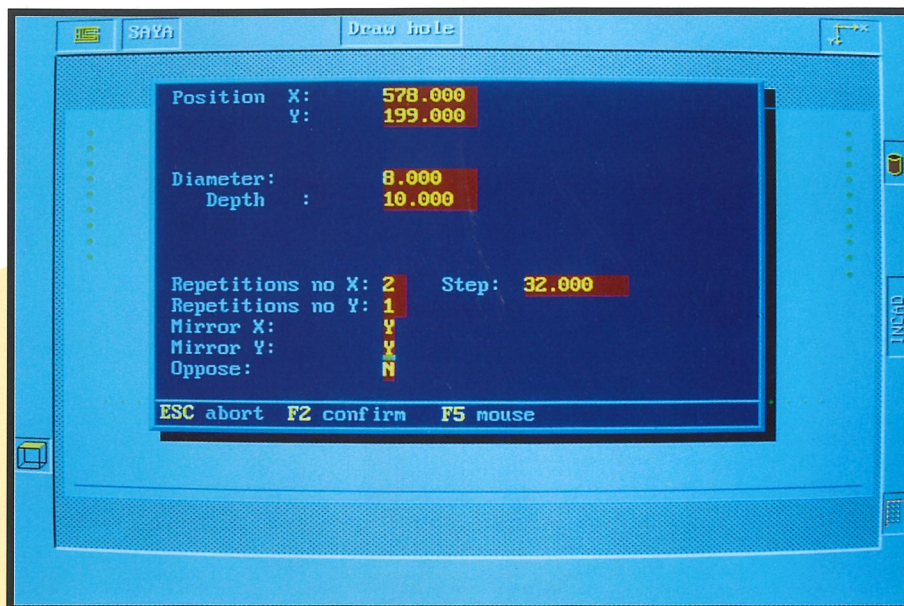 SAYA Draw hole Y X
Position X: 578.000
Y: 199.000
Diameter: 8.000
Depth : 10.000
Repetitions no X: 2 Step: 32.000
Repetitions no Y: 1
Mirror X: Y
Mirror Y: Y
Oppose: N
ESC abort F2 confirm F5 mouse
INCAD